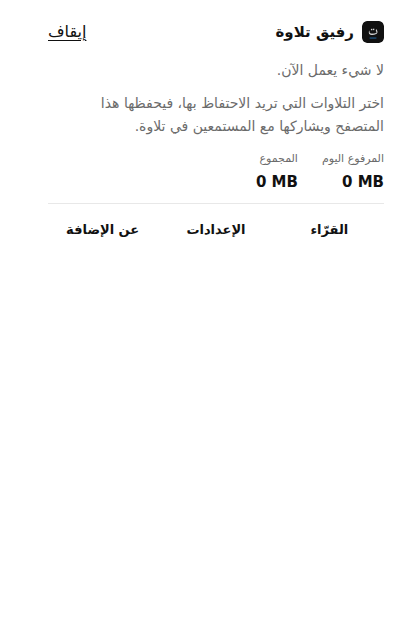 رفيق تلاوة
إيقاف
لا شيء يعمل الآن.
اختر التلاوات التي تريد الاحتفاظ بها، فيحفظها هذا
المتصفح ويشاركها مع المستمعين في تلاوة.
المرفوع اليوم
المجموع
0 MB
0 MB
القرّاء
الإعدادات
عن الإضافة